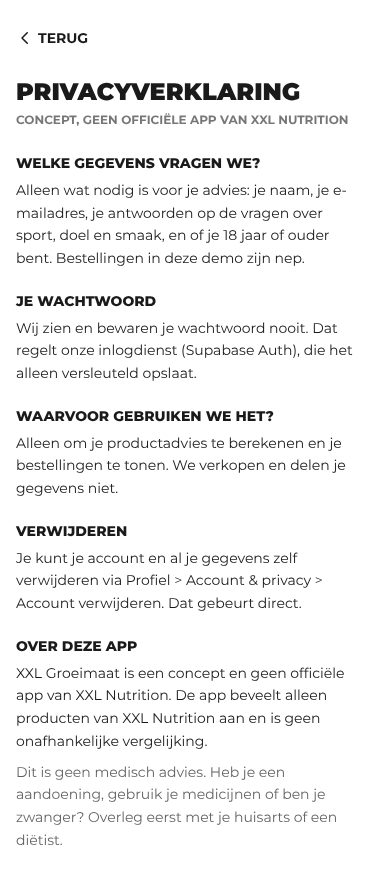 TERUG
PRIVACYVERKLARING
CONCEPT, GEEN OFFICIËLE APP VAN XXL NUTRITION
WELKE GEGEVENS VRAGEN WE?
Alleen wat nodig is voor je advies: je naam, je e-
mailadres, je antwoorden op de vragen over
sport, doel en smaak, en of je 18 jaar of ouder
bent. Bestellingen in deze demo zijn nep.
JE WACHTWOORD
Wij zien en bewaren je wachtwoord nooit. Dat
regelt onze inlogdienst (Supabase Auth), die het
alleen versleuteld opslaat.
WAARVOOR GEBRUIKEN WE HET?
Alleen om je productadvies te berekenen en je
bestellingen te tonen. We verkopen en delen je
gegevens niet.
VERWIJDEREN
Je kunt je account en al je gegevens zelf
verwijderen via Profiel > Account & privacy >
Account verwijderen. Dat gebeurt direct.
OVER DEZE APP
XXL Groeimaat is een concept en geen officiële
app van XXL Nutrition. De app beveelt alleen
producten van XXL Nutrition aan en is geen
onafhankelijke vergelijking.
Dit is geen medisch advies. Heb je een
aandoening, gebruik je medicijnen of ben je
zwanger? Overleg eerst met je huisarts of een
diëtist.